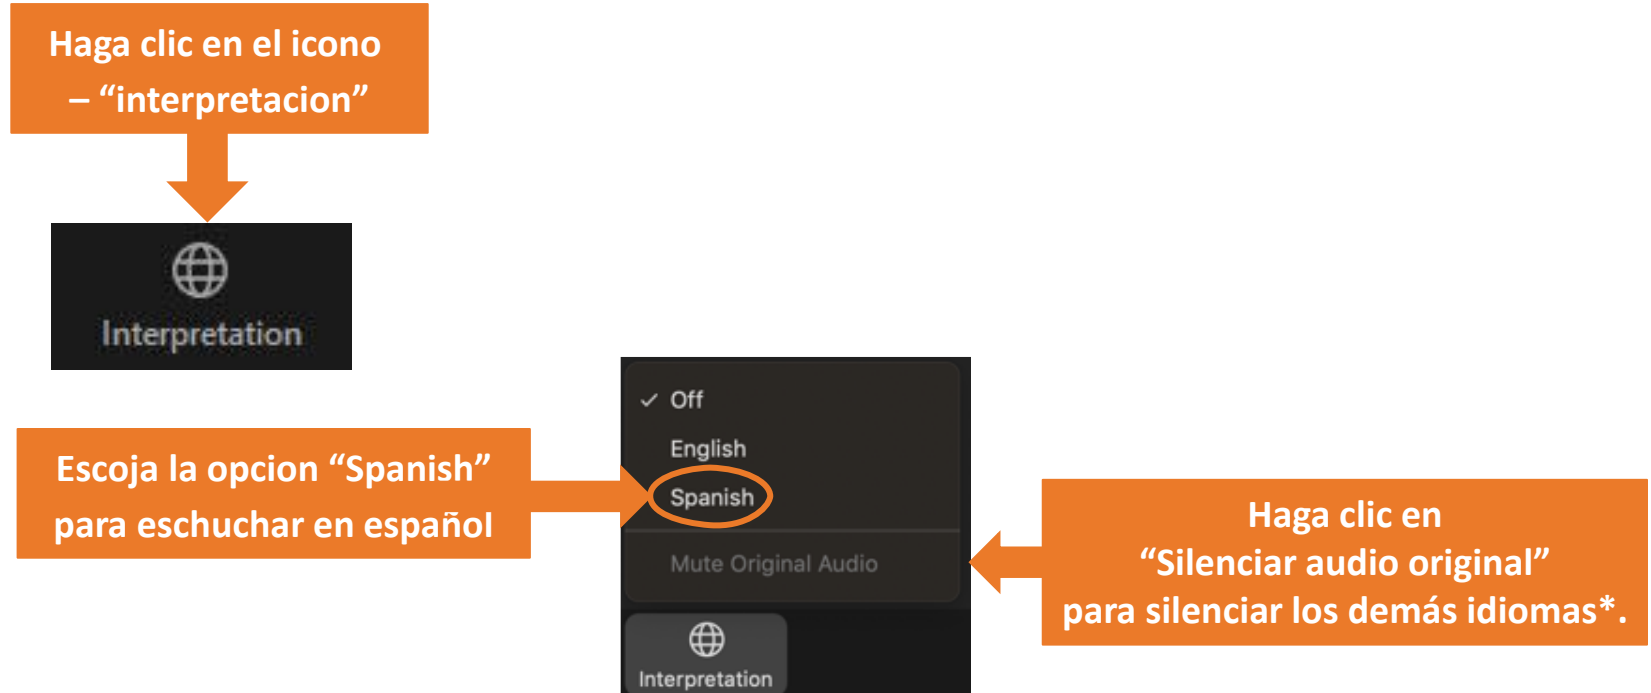 Haga clic en el icono
– “interpretacion”
Interpretation
Escoja la opcion “Spanish”
para eschuchar en español
✓ Off
English
Spanish
Mute Original Audio
Interpretation
Haga clic en
“Silenciar audio original”
para silenciar los demás idiomas*.